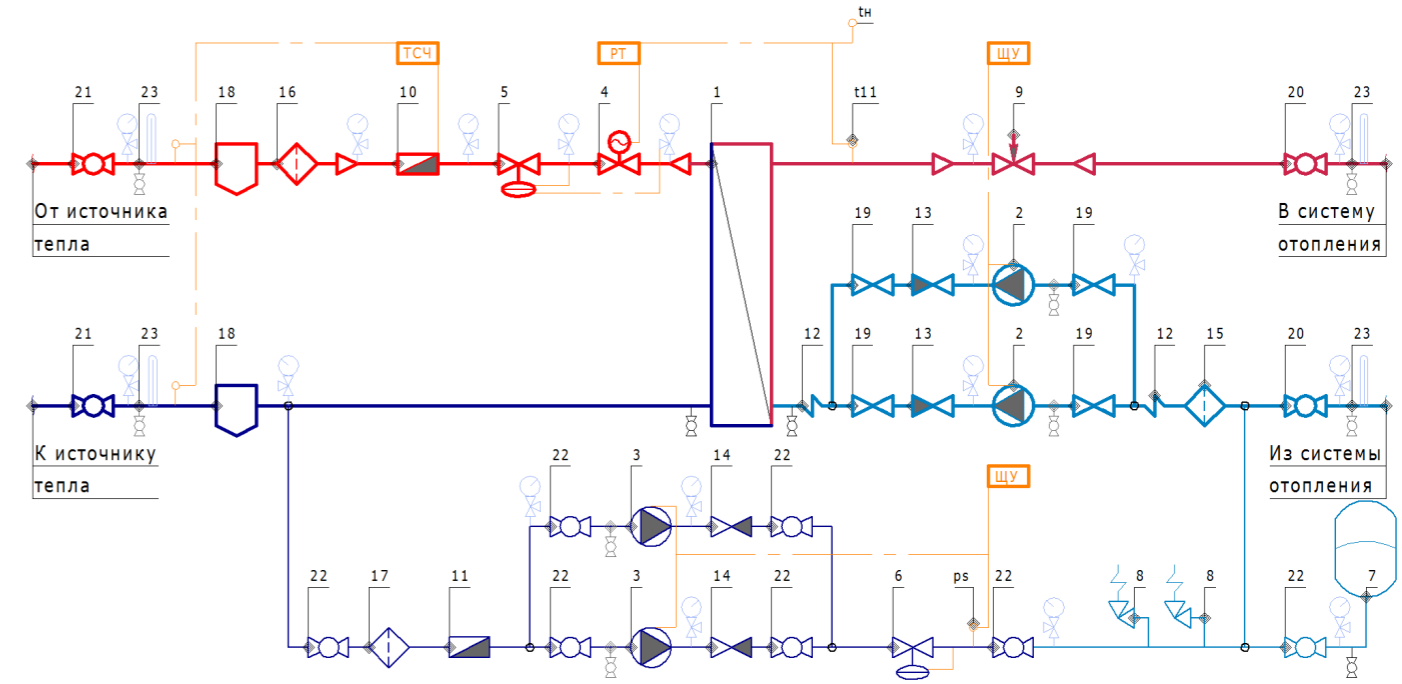 tн
ТСЧ
РТ
ЩУ
21
23
18
16
10
5
4
1
t11
9
20
23
От источника
тепла
В систему
отопления
19
13
2
19
21
23
18
12
19
13
2
19
12
15
20
23
К источнику
тепла
Из системы
отопления
22
3
14
22
ЩУ
22
17
11
22
3
14
22
6
ps
22
8
8
22
7